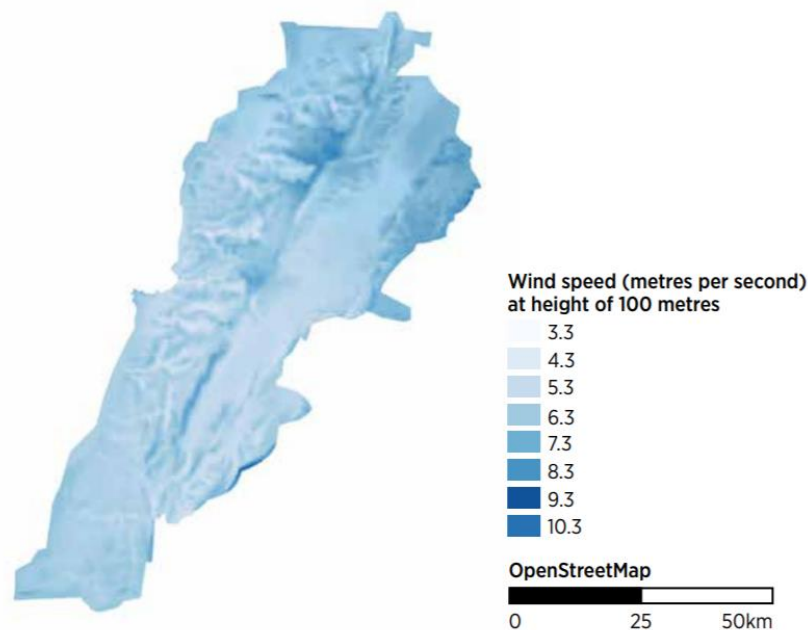 Wind speed (metres per second)
at height of 100 metres
3.3
4.3
5.3
6.3
7.3
8.3
9.3
10.3
OpenStreetMap
0 25 50km